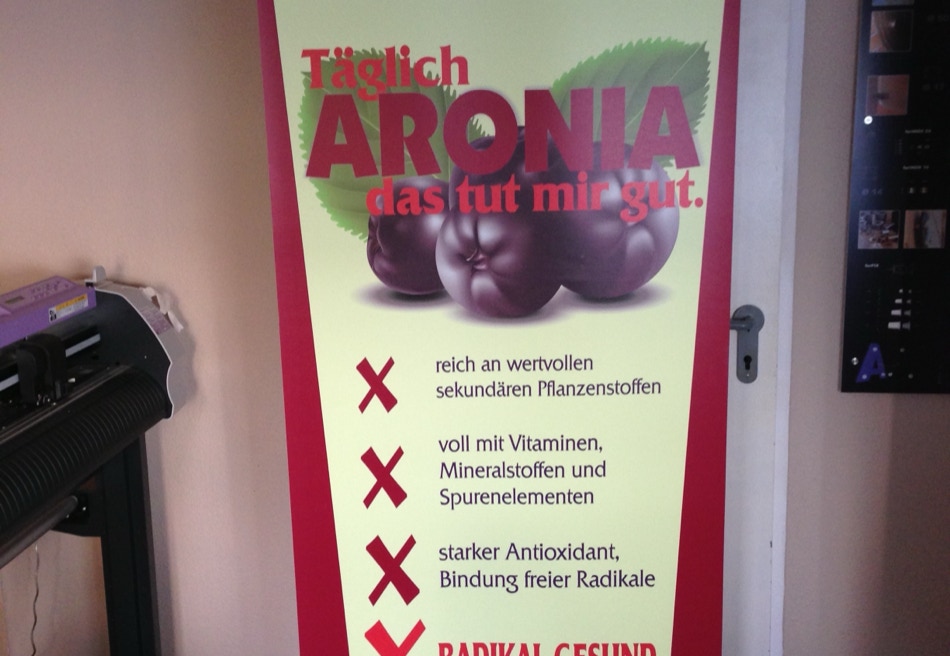 Täglich
ARONIA
das tut mir gut.
reich an wertvollen
sekundären Pflanzenstoffen
voll mit Vitaminen,
Mineralstoffen und
Spurenelementen
starker Antioxidant,
Bindung freier Radikale
RADIKAL GESUND
A